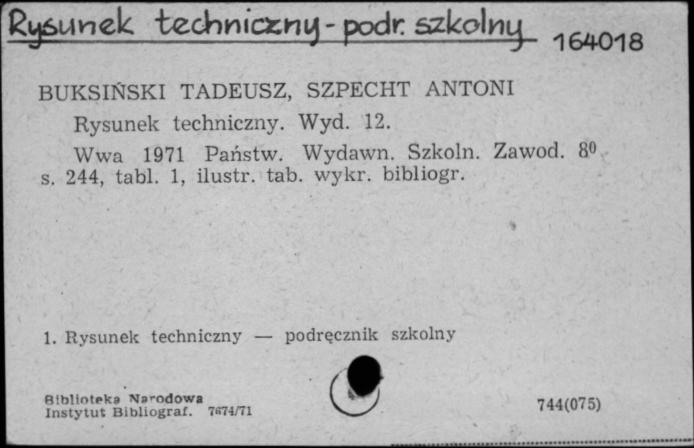 Rysunek techniczny - podr. szkolny 164018
BUKSIŃSKI TADEUSZ, SZPECHT ANTONI
Rysunek techniczny. Wyd. 12.
Wwa 1971 Państw. Wydawn. Szkoln. Zawod. 8⁰
s. 244, tabl. 1, ilustr. tab. wykr. bibliogr.
1. Rysunek techniczny — podręcznik szkolny
Biblioteka Narodowa
Instytut Bibliograf. 7674/71
744(075)